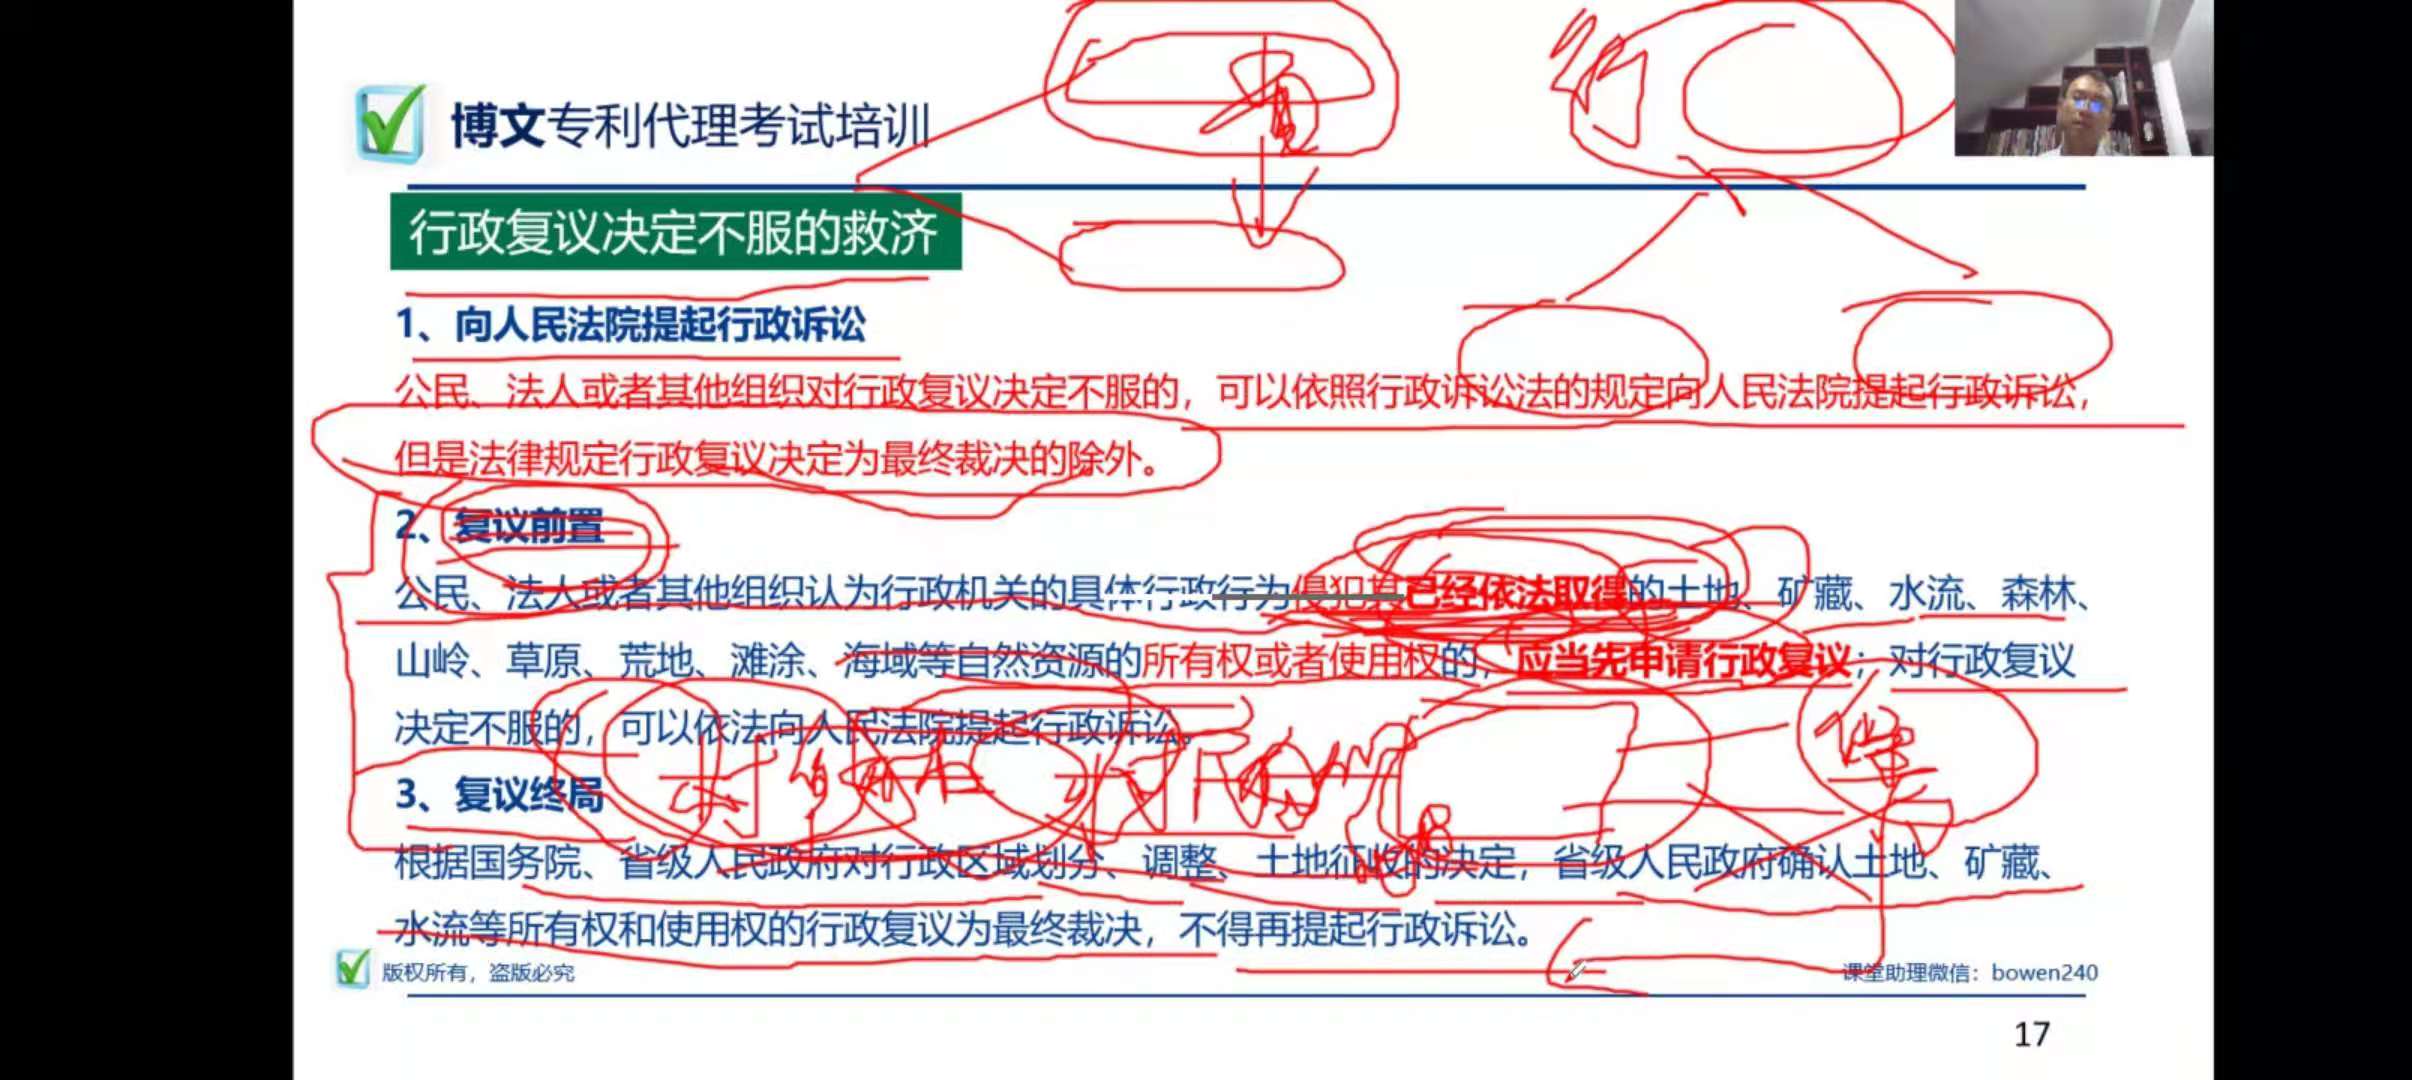 博文专利代理考试培训
行政复议决定不服的救济
1、向人民法院提起行政诉讼
公民、法人或者其他组织对行政复议决定不服的，可以依照行政诉讼法的规定向人民法院提起行政诉讼，
但是法律规定行政复议决定为最终裁决的除外。
2、复议前置
公民、法人或者其他组织认为行政机关的具体行政行为侵犯其已经依法取得的土地、矿藏、水流、森林、
山岭、草原、荒地、滩涂、海域等自然资源的所有权或者使用权的，应当先申请行政复议；对行政复议
决定不服的，可以依法向人民法院提起行政诉讼。
3、复议终局
根据国务院、省级人民政府对行政区域划分、调整、土地征收的决定，省级人民政府确认土地、矿藏、
水流等所有权和使用权的行政复议为最终裁决，不得再提起行政诉讼。
版权所有，盗版必究
课堂助理微信：bowen240
17